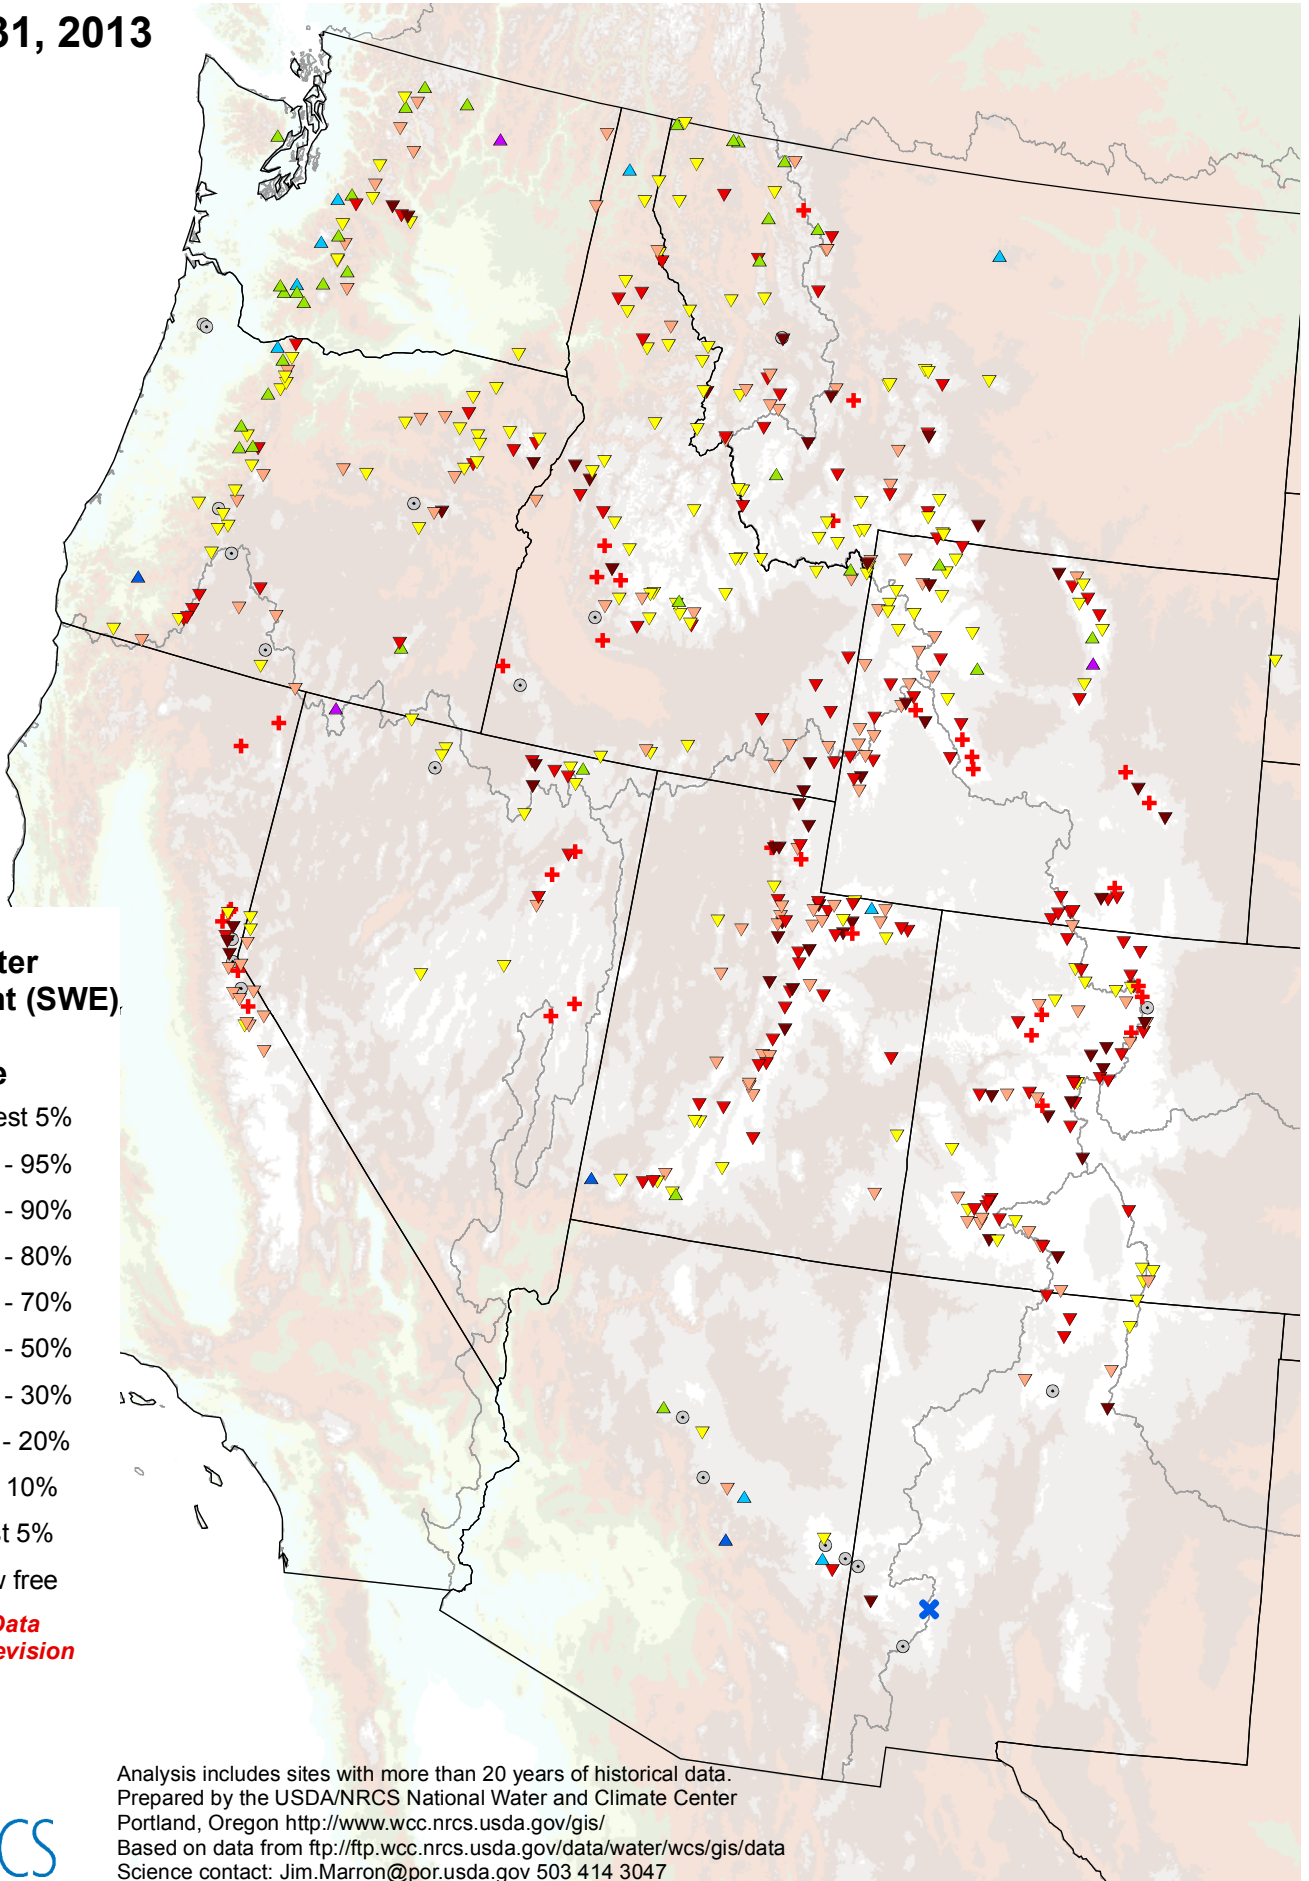 31, 2013
ter
nt (SWE)
e
est 5%
- 95%
- 90%
- 80%
- 70%
- 50%
- 30%
- 20%
10%
st 5%
w free
Data
evision
Analysis includes sites with more than 20 years of historical data.
Prepared by the USDA/NRCS National Water and Climate Center
Portland, Oregon http://www.wcc.nrcs.usda.gov/gis/
Based on data from ftp://ftp.wcc.nrcs.usda.gov/data/water/wcs/gis/data
Science contact: Jim.Marron@por.usda.gov 503 414 3047
CS